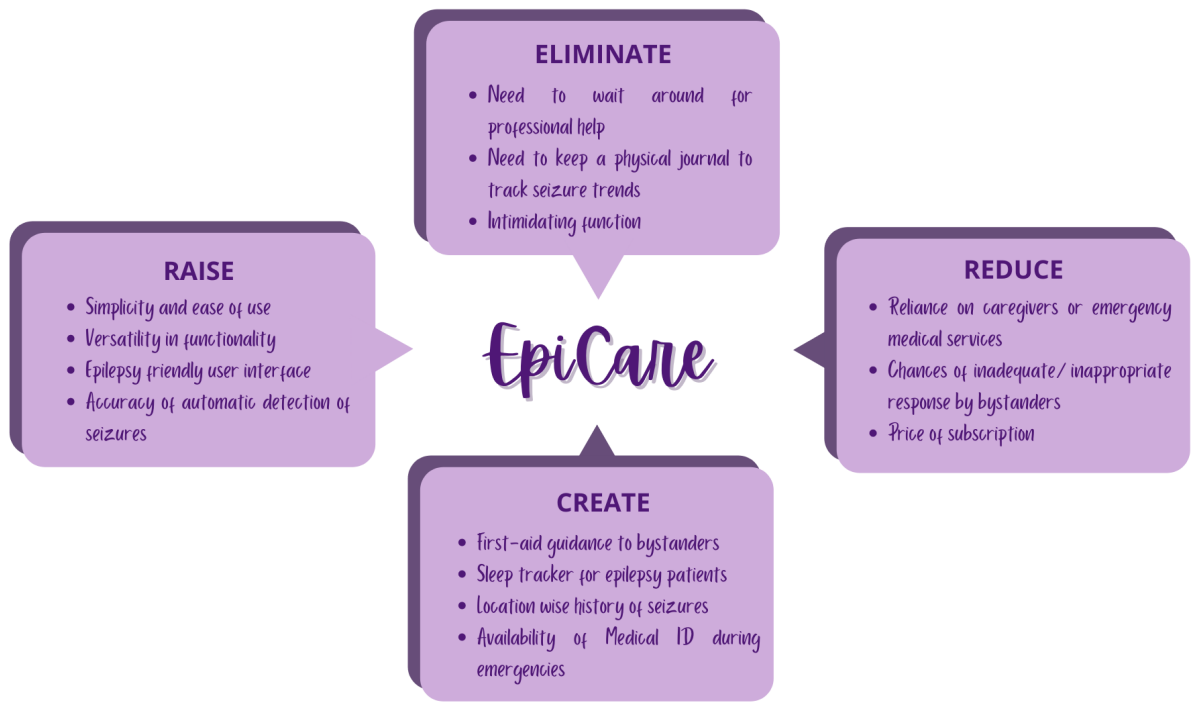 ELIMINATE
• Need to wait around for
professional help
• Need to keep a physical journal to
track seizure trends
• Intimidating function
RAISE
• Simplicity and ease of use
• Versatility in functionality
• Epilepsy friendly user interface
• Accuracy of automatic detection of
seizures
EpiCare
REDUCE
• Reliance on caregivers or emergency
medical services
• Chances of inadequate/ inappropriate
response by bystanders
• Price of subscription
CREATE
• First-aid guidance to bystanders
• Sleep tracker for epilepsy patients
• Location wise history of seizures
• Availability of Medical ID during
emergencies